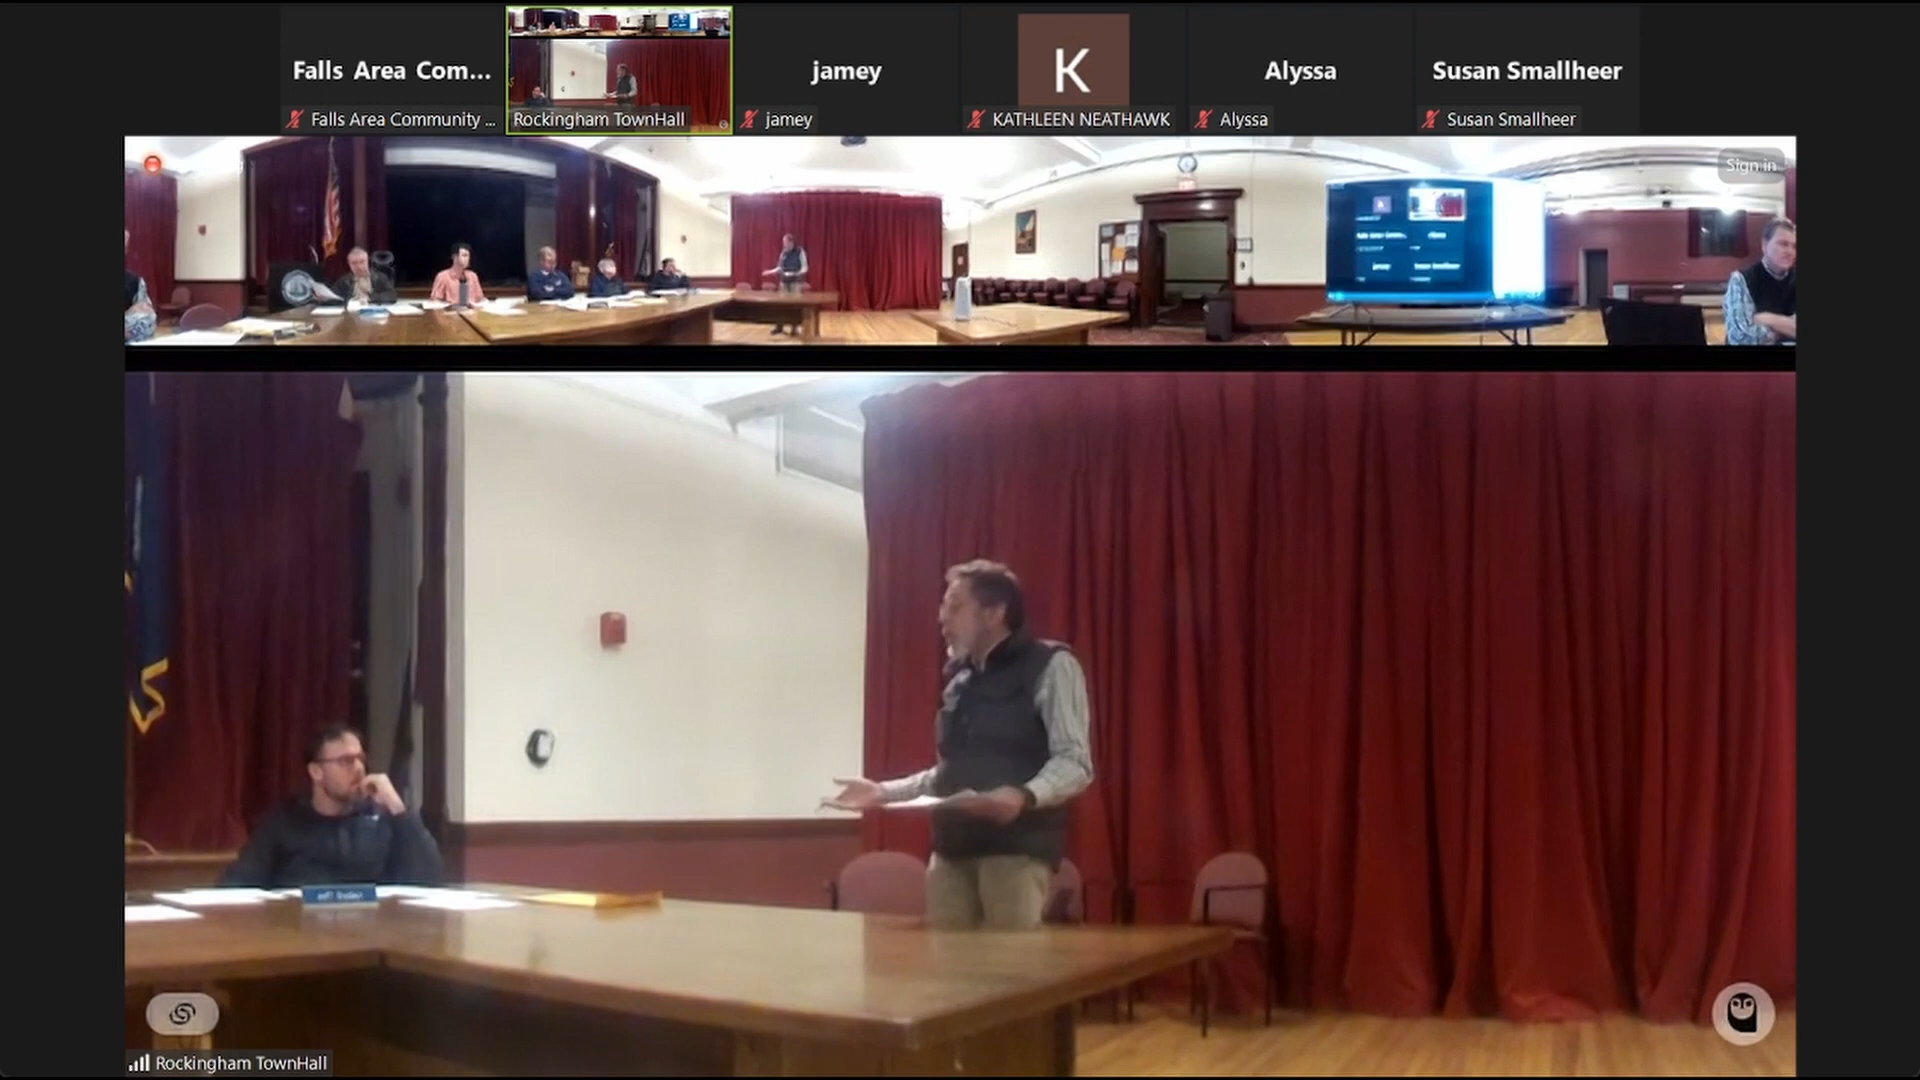 Falls Area Com...
jamey
K
Alyssa
Susan Smallheer
Falls Area Community ...
Rockingham TownHall
jamey
KATHLEEN NEATHAWK
Alyssa
Susan Smallheer
Sign in
Rockingham TownHall